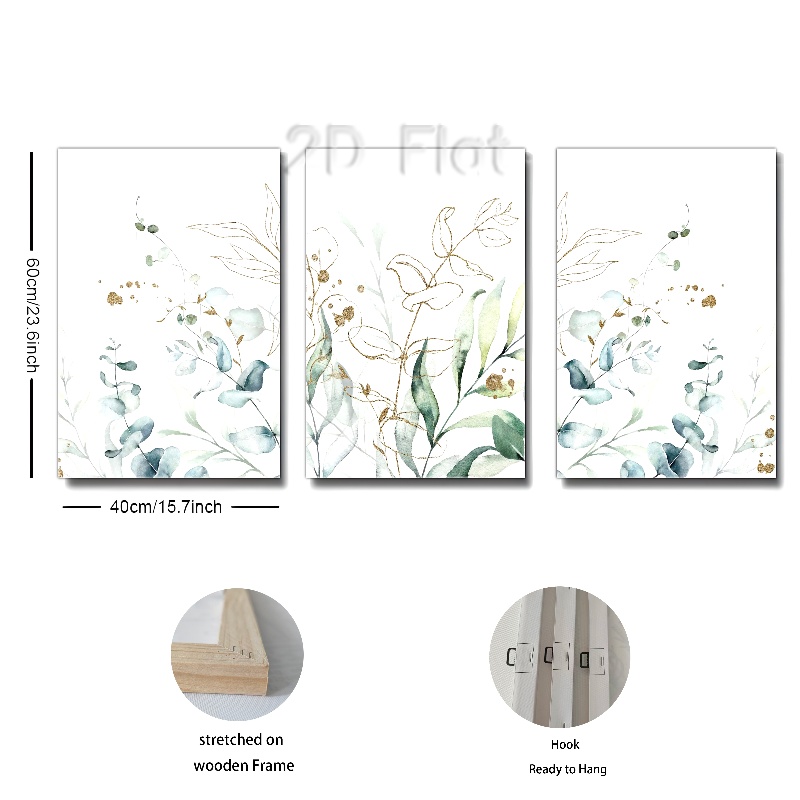 2D Flat
60cm/23.6inch
40cm/15.7inch
stretched on
wooden Frame
Hook
Ready to Hang